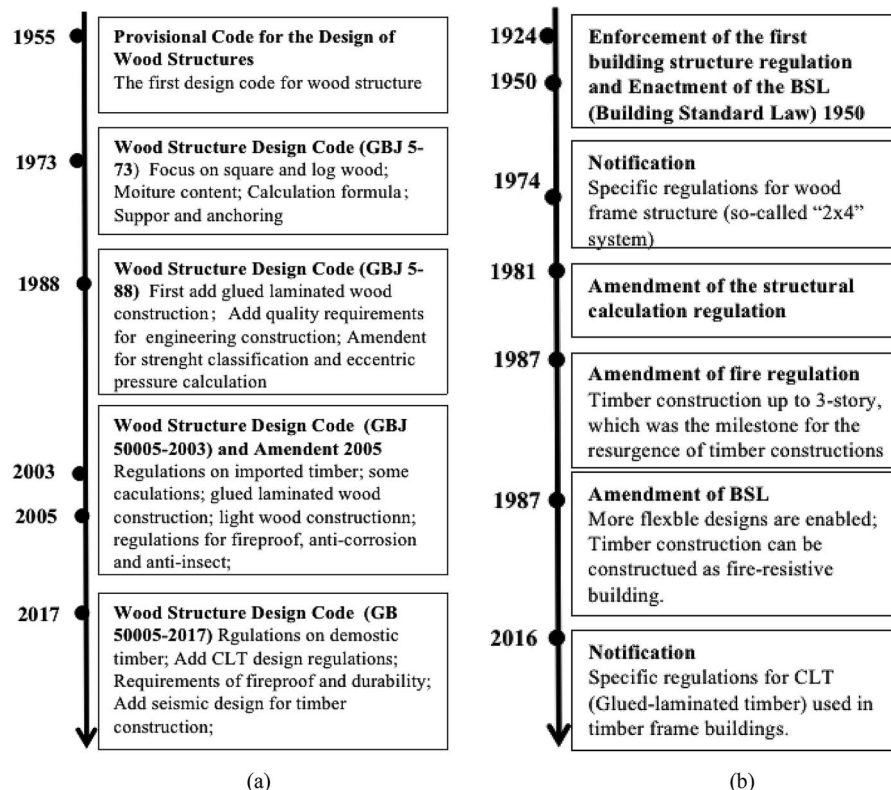 1955
Provisional Code for the Design of
Wood Structures
The first design code for wood structure
1973
Wood Structure Design Code (GBJ 5-
73) Focus on square and log wood;
Moiture content; Calculation formula;
Suppor and anchoring
1988
Wood Structure Design Code (GBJ 5-
88) First add glued laminated wood
construction; Add quality requirements
for engineering construction; Amendent
for strenght classification and eccentric
pressure calculation
2003
2005
Wood Structure Design Code (GBJ
50005-2003) and Amendent 2005
Regulations on imported timber; some
caculations; glued laminated wood
construction; light wood constructionn;
regulations for fireproof, anti-corrosion
and anti-insect;
2017
Wood Structure Design Code (GB
50005-2017) Rgulations on demostic
timber; Add CLT design regulations;
Requirements of fireproof and durability;
Add seismic design for timber
construction;
(a)
1924
1950
Enforcement of the first
building structure regulation
and Enactment of the BSL
(Building Standard Law) 1950
1974
Notification
Specific regulations for wood
frame structure (so-called “2x4”
system)
1981
Amendment of the structural
calculation regulation
1987
Amendment of fire regulation
Timber construction up to 3-story,
which was the milestone for the
resurgence of timber constructions
1987
Amendment of BSL
More flexble designs are enabled;
Timber construction can be
constructued as fire-resistive
building.
2016
Notification
Specific regulations for CLT
(Glued-laminated timber) used in
timber frame buildings.
(b)